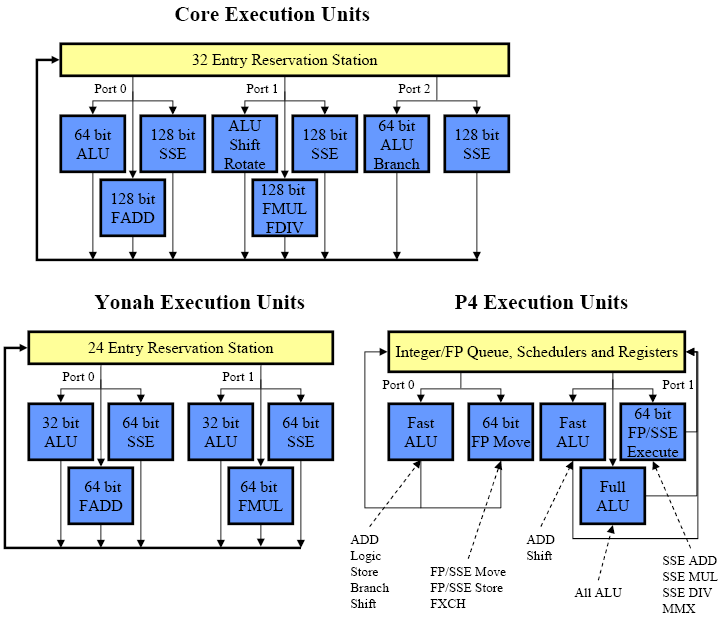 Core Execution Units
32 Entry Reservation Station
Port 0
Port 1
Port 2
64 bit
ALU
128 bit
SSE
ALU
Shift
Rotate
128 bit
SSE
64 bit
ALU
Branch
128 bit
SSE
128 bit
FADD
128 bit
FMUL
FDIV
Yonah Execution Units
24 Entry Reservation Station
Port 0
Port 1
32 bit
ALU
64 bit
SSE
32 bit
ALU
64 bit
SSE
64 bit
FADD
64 bit
FMUL
P4 Execution Units
Integer/FP Queue, Schedulers and Registers
Port 0
Port 1
Fast
ALU
64 bit
FP Move
Fast
ALU
64 bit
FP/SSE
Execute
Full
ALU
ADD
Logic
Store
Branch
Shift
FP/SSE Move
FP/SSE Store
FXCH
ADD
Shift
All ALU
SSE ADD
SSE MUL
SSE DIV
MMX